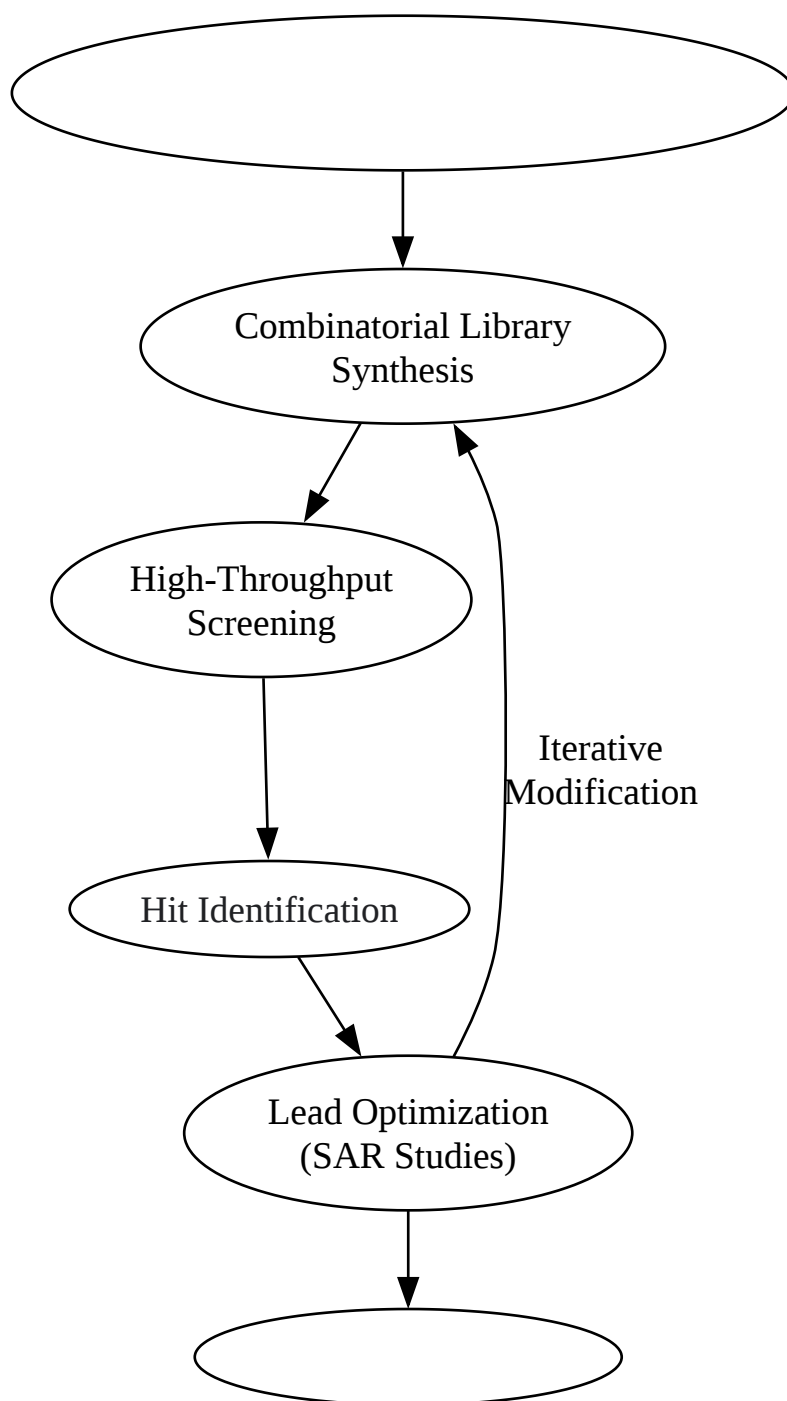 Combinatorial Library
Synthesis
High-Throughput
Screening
Iterative
Modification
Hit Identification
Lead Optimization
(SAR Studies)